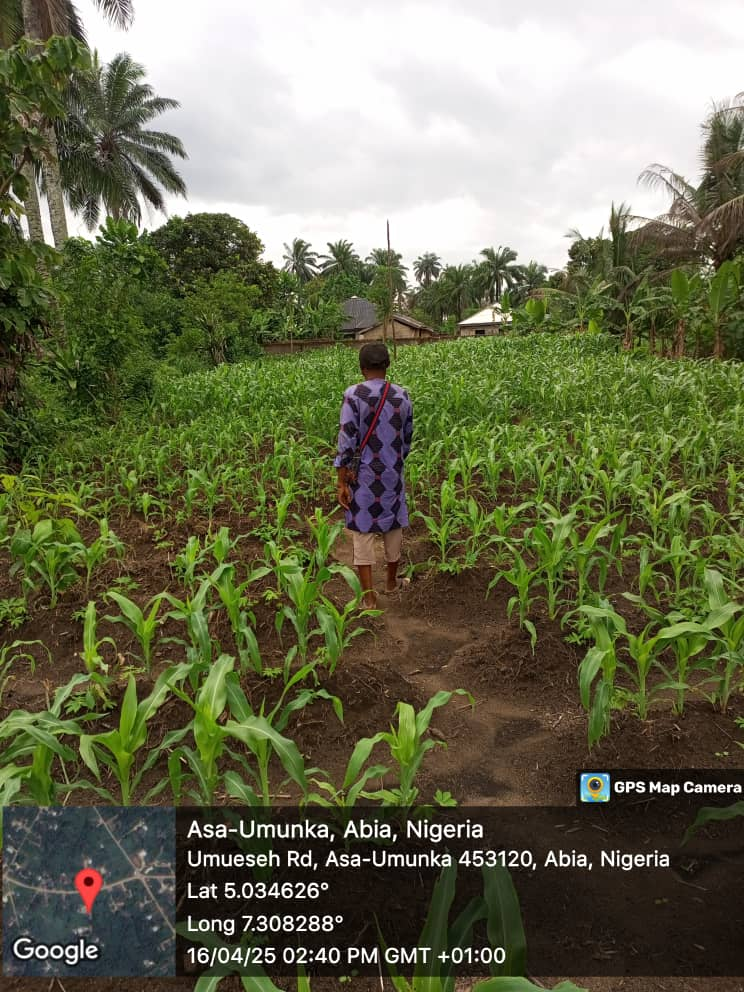 GPS Map Camera
Asa-Umunka, Abia, Nigeria
Umueseh Rd, Asa-Umunka 453120, Abia, Nigeria
Lat 5.034626°
Long 7.308288°
16/04/25 02:40 PM GMT +01:00
Google